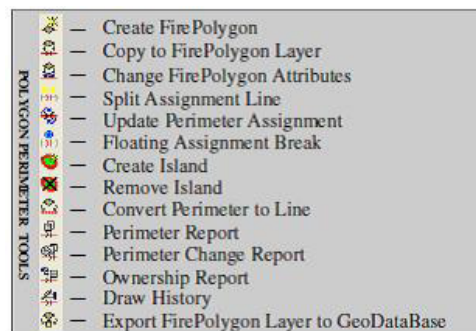 POLYGON PERIMETER TOOLS
— Create FirePolygon
— Copy to FirePolygon Layer
— Change FirePolygon Attributes
— Split Assignment Line
— Update Perimeter Assignment
— Floating Assignment Break
— Create Island
— Remove Island
— Convert Perimeter to Line
— Perimeter Report
— Perimeter Change Report
— Ownership Report
— Draw History
— Export FirePolygon Layer to GeoDataBase